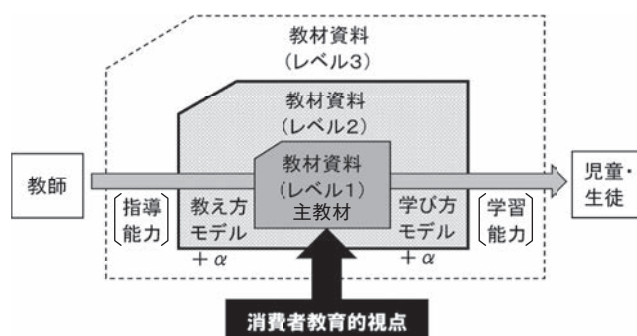 教材資料
(レベル3)
教材資料
(レベル2)
教材資料
(レベル1)
主教材
教師
児童・
生徒
指導
能力
教え方
モデル
+α
学び方
モデル
+α
学習
能力
消費者教育的視点